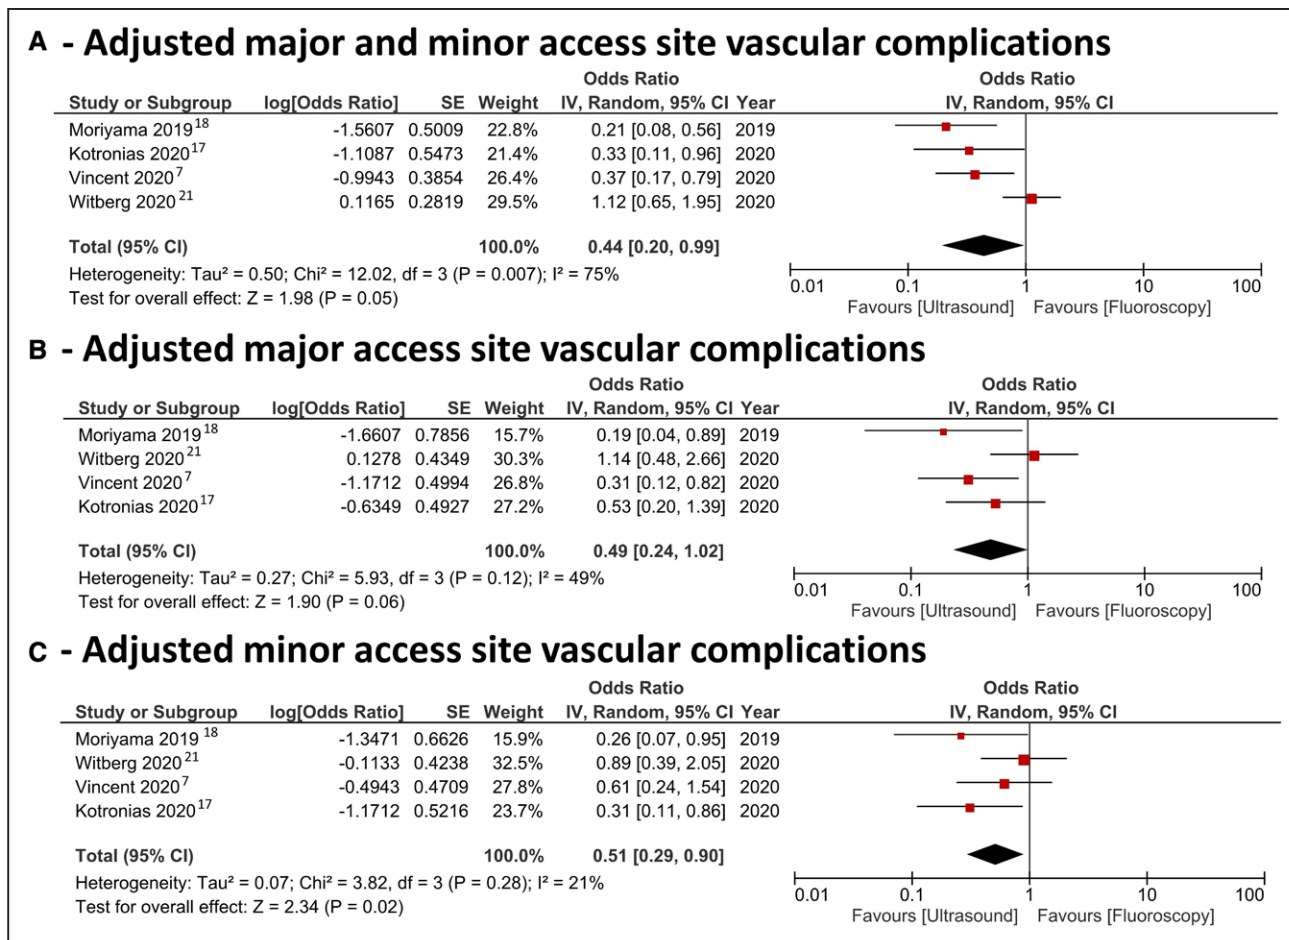 A - Adjusted major and minor access site vascular complications
Odds Ratio Odds Ratio
Study or Subgroup log[Odds Ratio] SE Weight IV, Random, 95% CI Year IV, Random, 95% CI
Moriyama 2019 18 -1.5607 0.5009 22.8% 0.21 [0.08, 0.56] 2019
Kotronias 2020 17 -1.1087 0.5473 21.4% 0.33 [0.11, 0.96] 2020
Vincent 2020 7 -0.9943 0.3854 26.4% 0.37 [0.17, 0.79] 2020
Witberg 2020 21 0.1165 0.2819 29.5% 1.12 [0.65, 1.95] 2020
Total (95% CI) 100.0% 0.44 [0.20, 0.99]
Heterogeneity: Tau² = 0.50; Chi² = 12.02, df = 3 (P = 0.007); I² = 75%
Test for overall effect: Z = 1.98 (P = 0.05)
0.01 0.1 1 10 100
Favours [Ultrasound] Favours [Fluoroscopy]
B - Adjusted major access site vascular complications
Odds Ratio Odds Ratio
Study or Subgroup log[Odds Ratio] SE Weight IV, Random, 95% CI Year IV, Random, 95% CI
Moriyama 2019 18 -1.6607 0.7856 15.7% 0.19 [0.04, 0.89] 2019
Witberg 2020 21 0.1278 0.4349 30.3% 1.14 [0.48, 2.66] 2020
Vincent 2020 7 -1.1712 0.4994 26.8% 0.31 [0.12, 0.82] 2020
Kotronias 2020 17 -0.6349 0.4927 27.2% 0.53 [0.20, 1.39] 2020
Total (95% CI) 100.0% 0.49 [0.24, 1.02]
Heterogeneity: Tau² = 0.27; Chi² = 5.93, df = 3 (P = 0.12); I² = 49%
Test for overall effect: Z = 1.90 (P = 0.06)
0.01 0.1 1 10 100
Favours [Ultrasound] Favours [Fluoroscopy]
C - Adjusted minor access site vascular complications
Odds Ratio Odds Ratio
Study or Subgroup log[Odds Ratio] SE Weight IV, Random, 95% CI Year IV, Random, 95% CI
Moriyama 2019 18 -1.3471 0.6626 15.9% 0.26 [0.07, 0.95] 2019
Witberg 2020 21 -0.1133 0.4238 32.5% 0.89 [0.39, 2.05] 2020
Vincent 2020 7 -0.4943 0.4709 27.8% 0.61 [0.24, 1.54] 2020
Kotronias 2020 17 -1.1712 0.5216 23.7% 0.31 [0.11, 0.86] 2020
Total (95% CI) 100.0% 0.51 [0.29, 0.90]
Heterogeneity: Tau² = 0.07; Chi² = 3.82, df = 3 (P = 0.28); I² = 21%
Test for overall effect: Z = 2.34 (P = 0.02)
0.01 0.1 1 10 100
Favours [Ultrasound] Favours [Fluoroscopy]